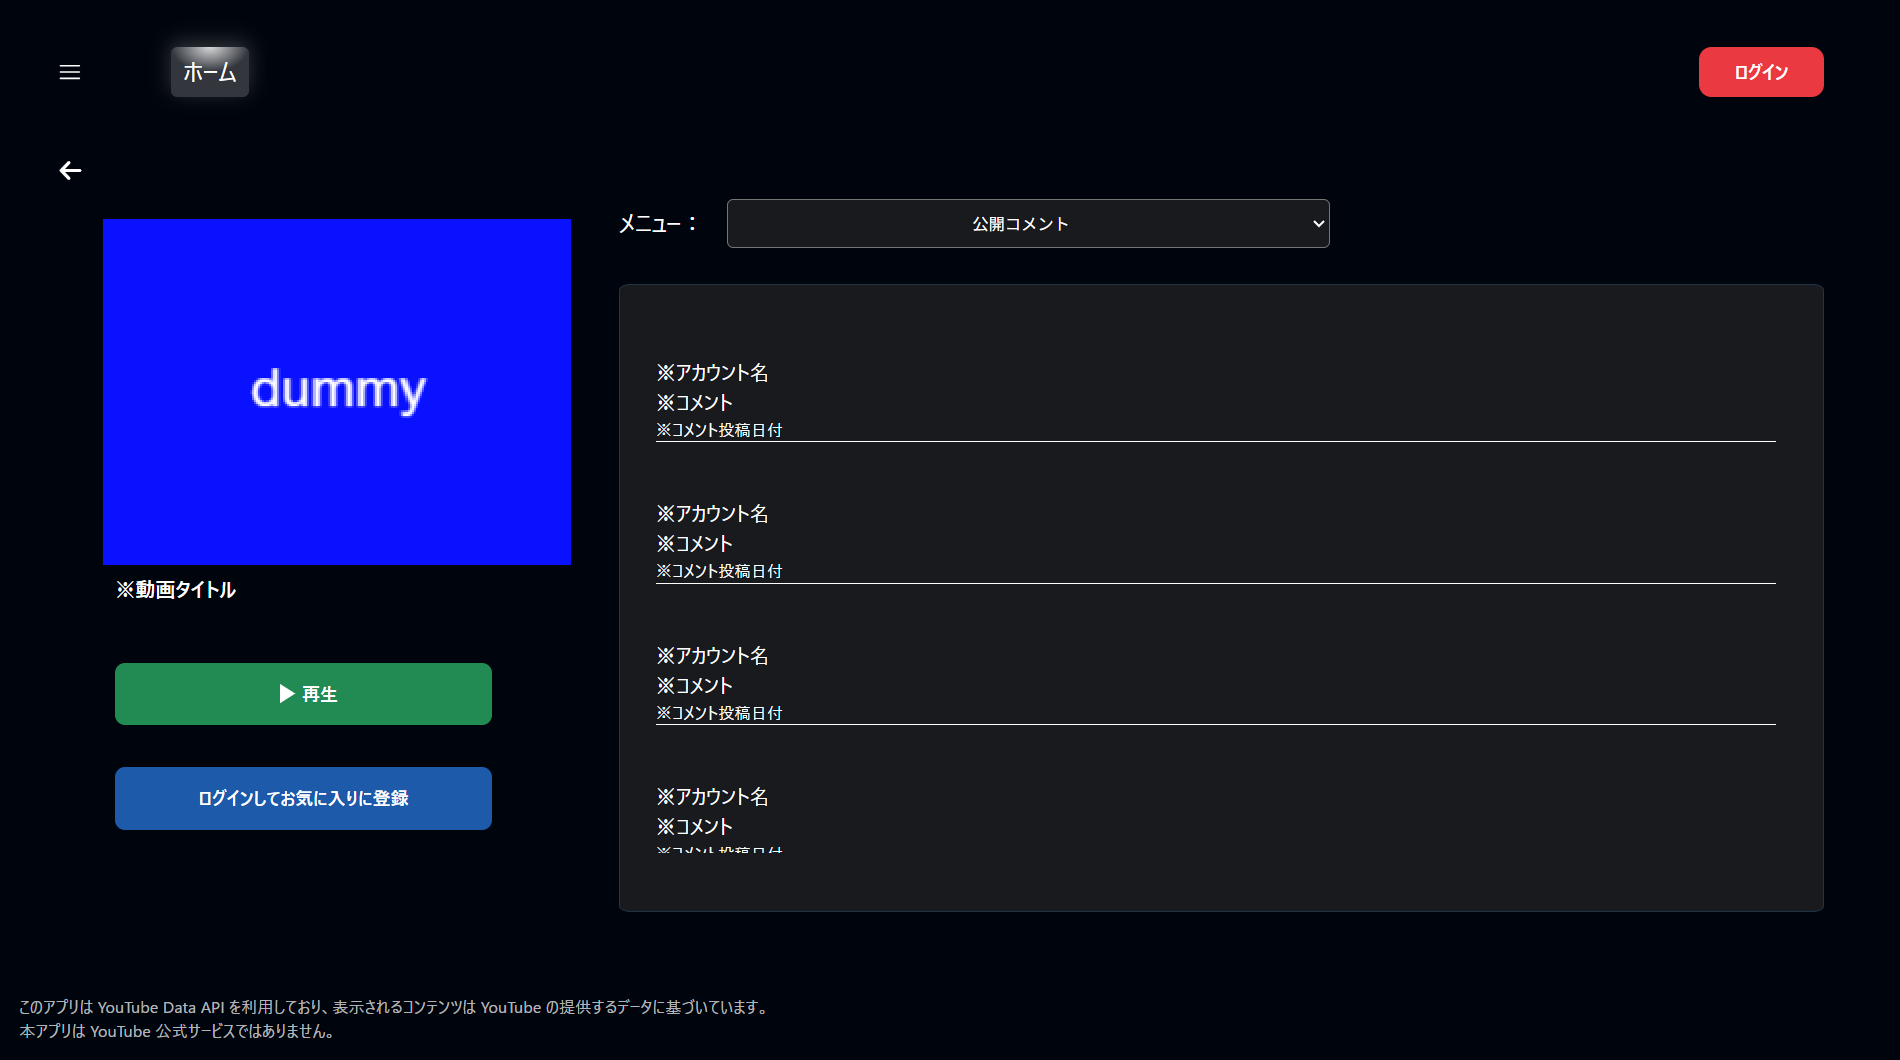 ホーム
ログイン
メニュー：
公開コメント
dummy
※動画タイトル
▶ 再生
ログインしてお気に入りに登録
※アカウント名
※コメント
※コメント投稿日付
※アカウント名
※コメント
※コメント投稿日付
※アカウント名
※コメント
※コメント投稿日付
※アカウント名
※コメント
※コメント投稿日付
このアプリは YouTube Data API を利用しており、表示されるコンテンツは YouTube の提供するデータに基づいています。
本アプリは YouTube 公式サービスではありません。